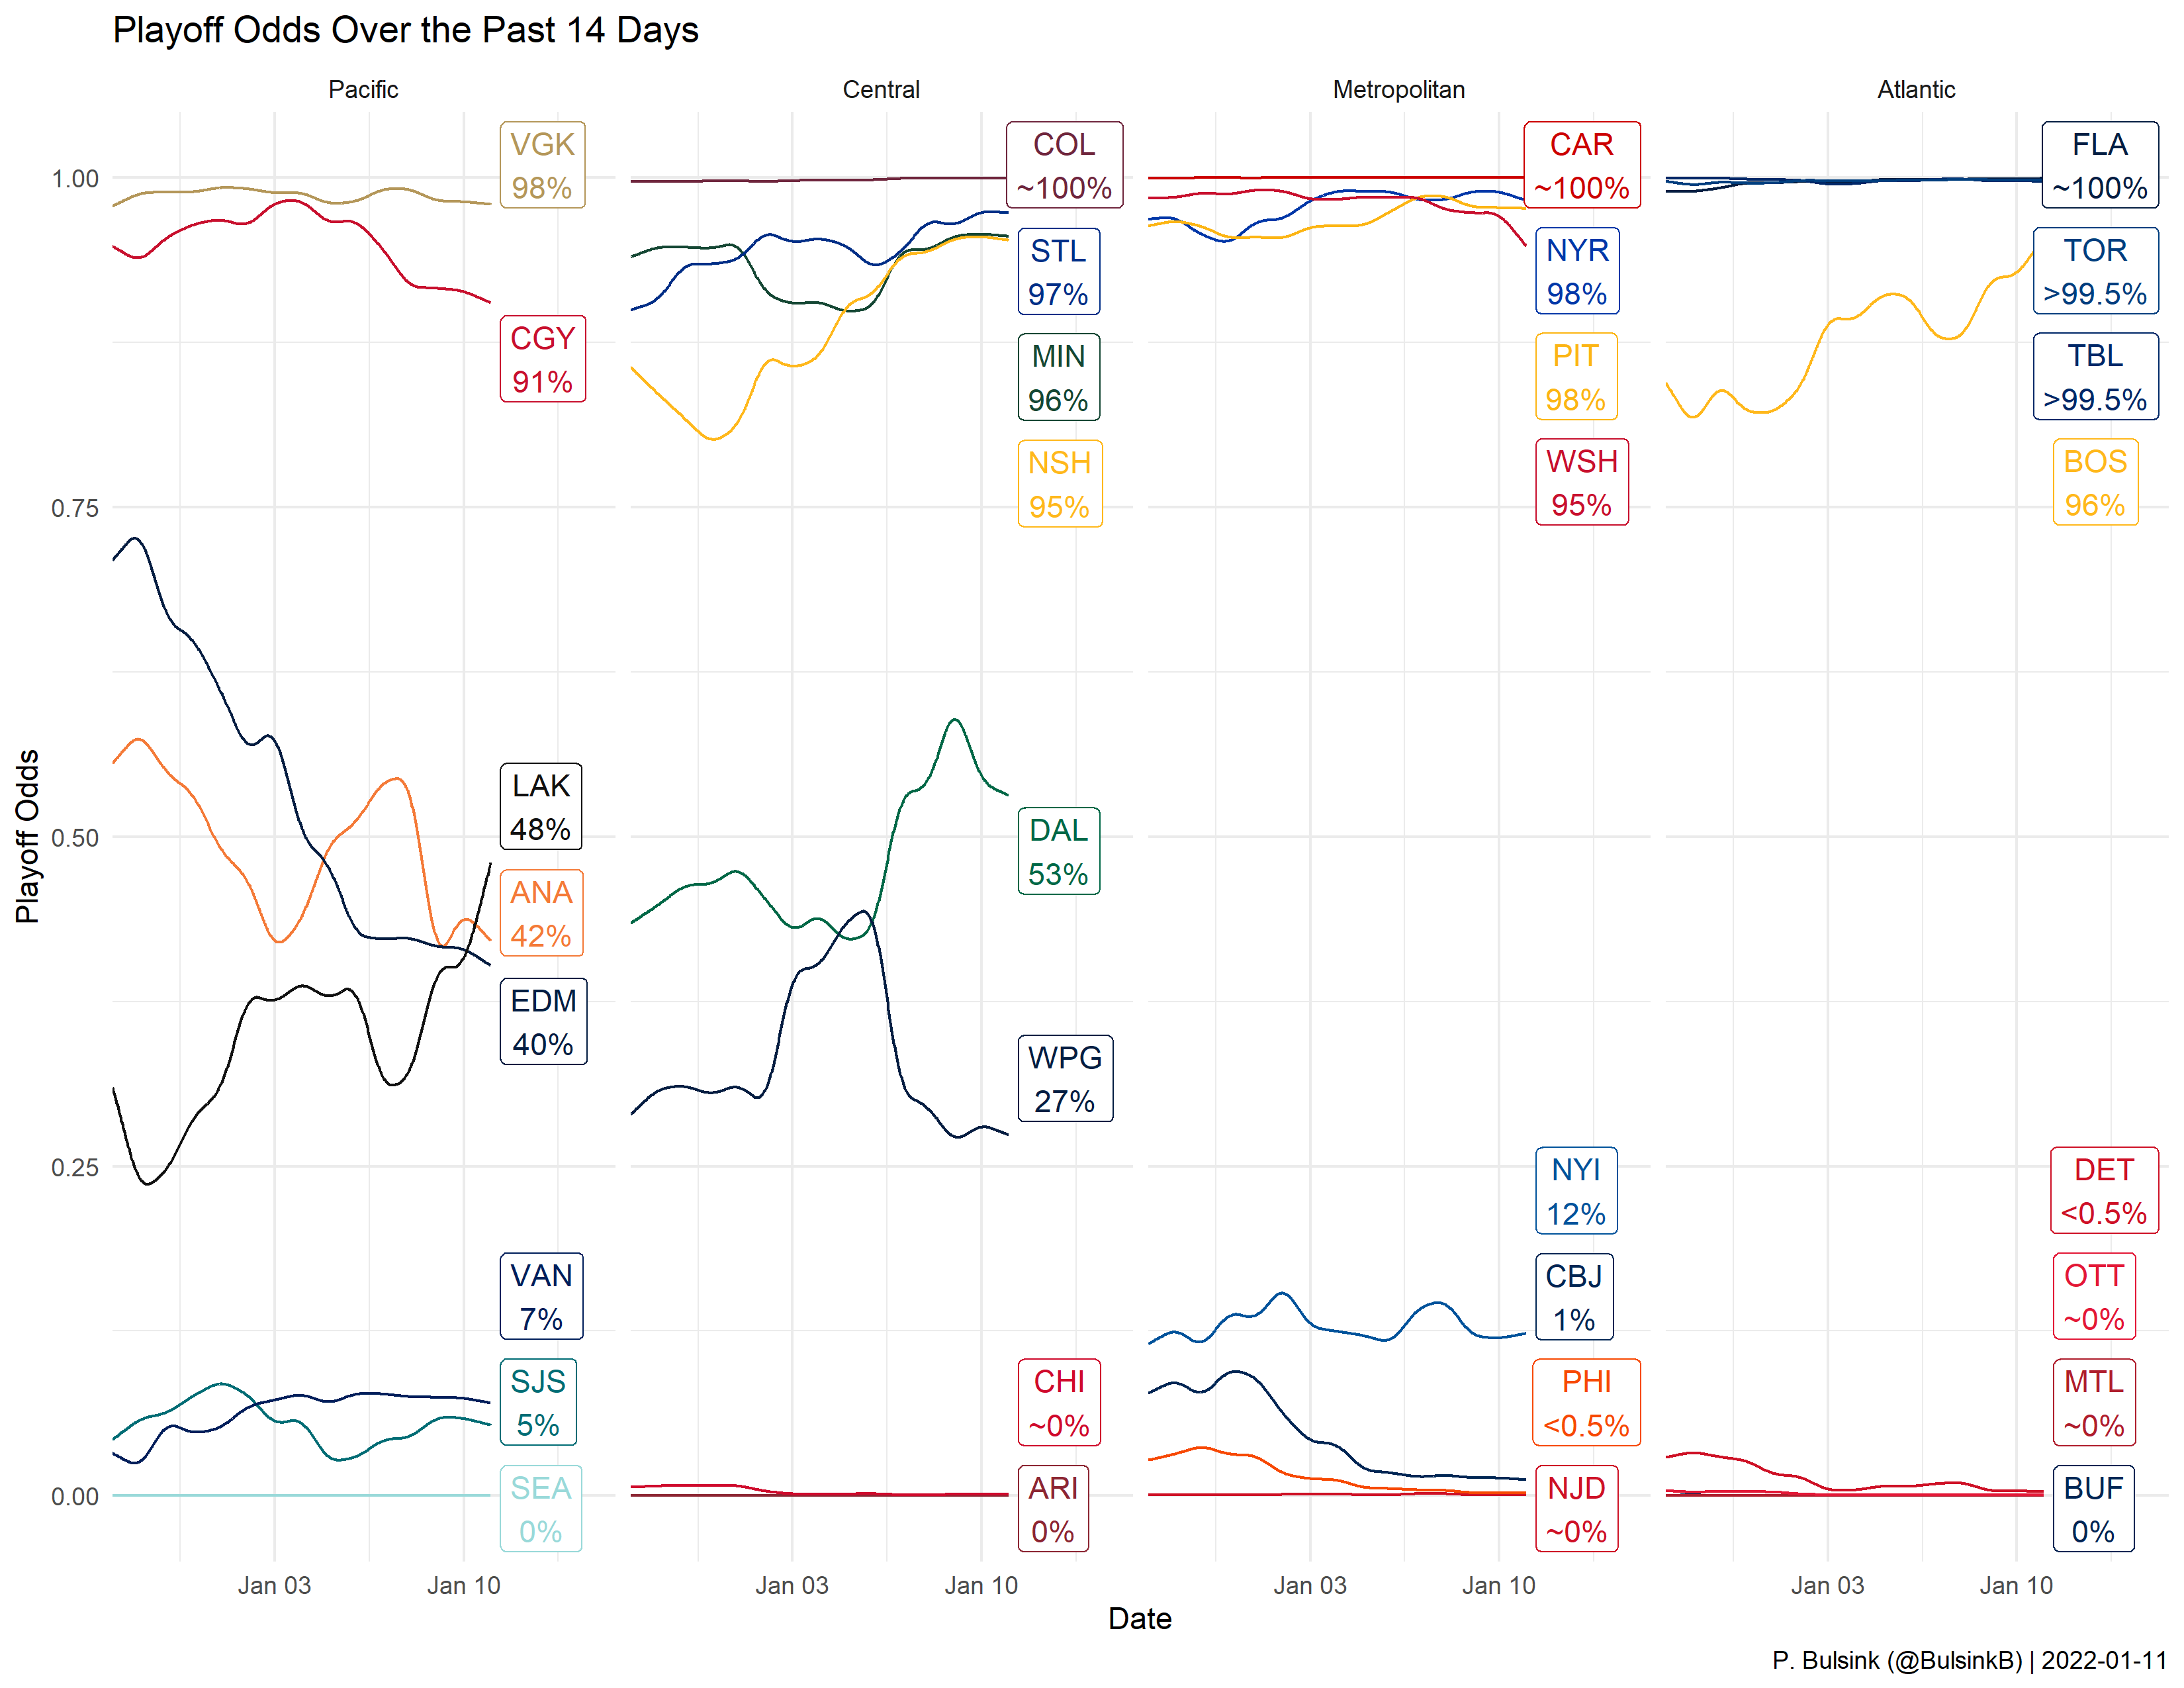 Playoff Odds Over the Past 14 Days
Pacific
Central
Metropolitan
Atlantic
Playoff Odds
1.00
0.75
0.50
0.25
0.00
VGK
98%
CGY
91%
LAK
48%
ANA
42%
EDM
40%
VAN
7%
SJS
5%
SEA
0%
COL
~100%
STL
97%
MIN
96%
NSH
95%
DAL
53%
WPG
27%
CHI
~0%
ARI
0%
CAR
~100%
NYR
98%
PIT
98%
WSH
95%
NYI
12%
CBJ
1%
PHI
<0.5%
NJD
~0%
FLA
~100%
TOR
>99.5%
TBL
>99.5%
BOS
96%
DET
<0.5%
OTT
~0%
MTL
~0%
BUF
0%
Jan 03
Jan 10
Jan 03
Jan 10
Jan 03
Jan 10
Jan 03
Jan 10
Date
P. Bulsink (@BulsinkB) | 2022-01-11